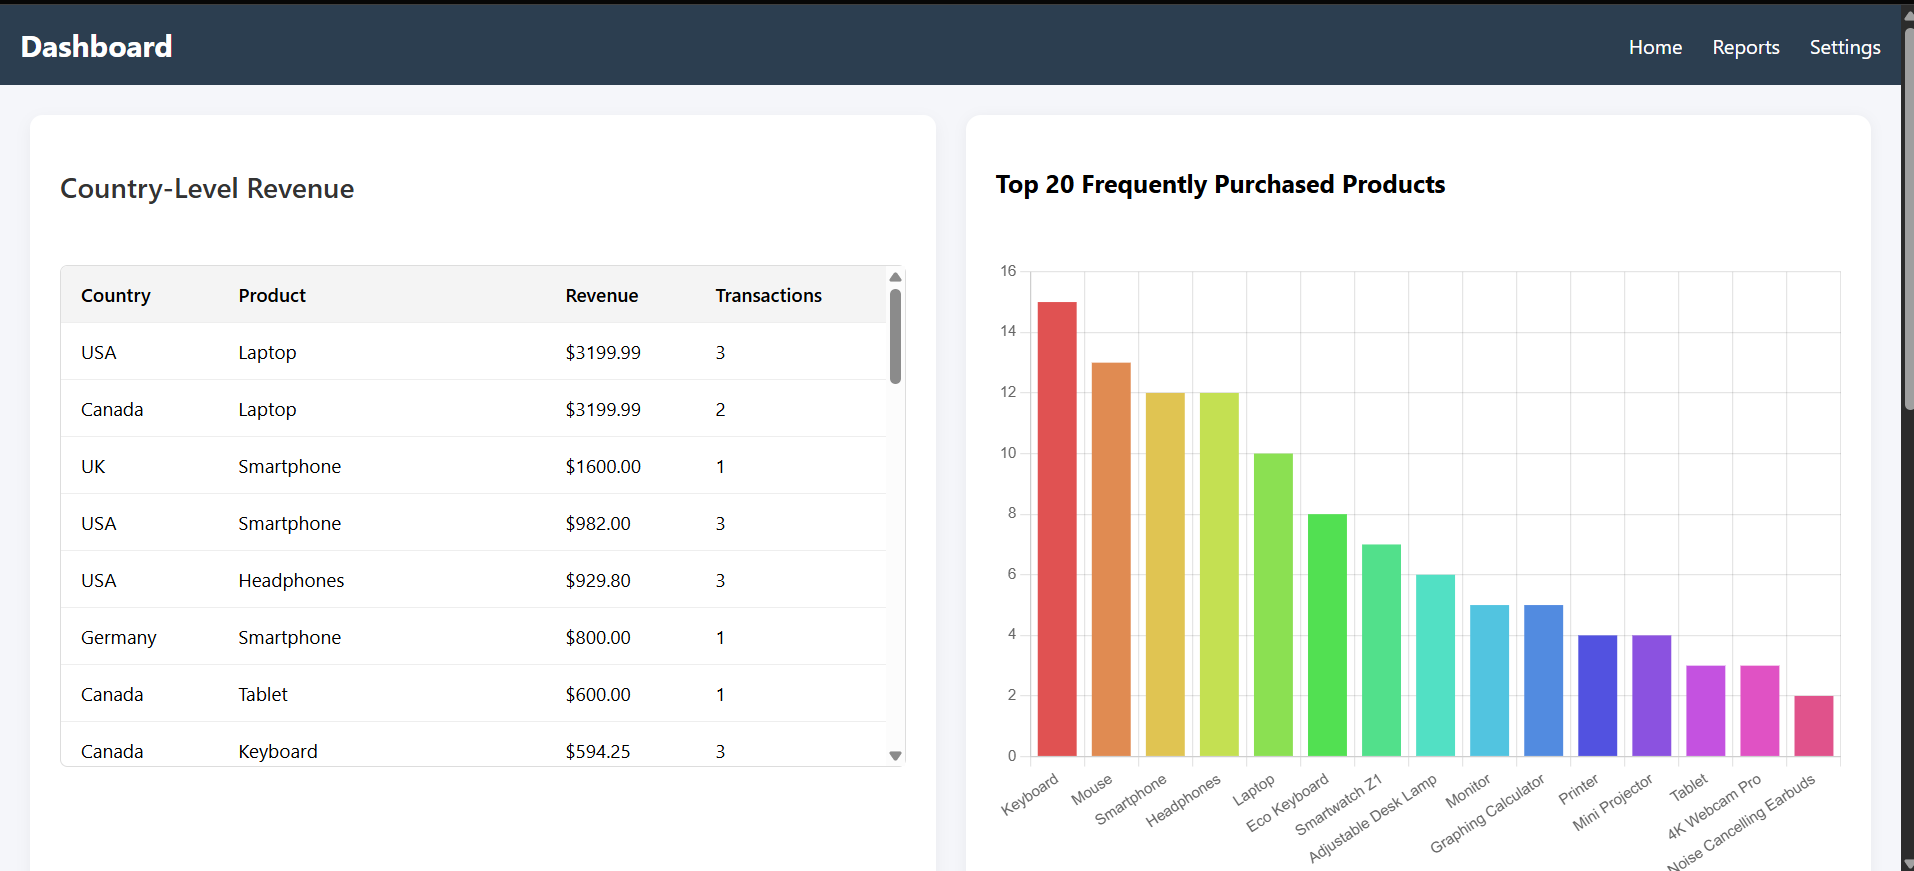 Dashboard
Home Reports Settings
Country-Level Revenue
Country Product Revenue Transactions
USA Laptop $3199.99 3
Canada Laptop $3199.99 2
UK Smartphone $1600.00 1
USA Smartphone $982.00 3
USA Headphones $929.80 3
Germany Smartphone $800.00 1
Canada Tablet $600.00 1
Canada Keyboard $594.25 3
Top 20 Frequently Purchased Products
16
14
12
10
8
6
4
2
0
Keyboard
Mouse
Smartphone
Headphones
Laptop
Eco Keyboard
Smartwatch Z1
Adjustable Desk Lamp
Monitor
Graphing Calculator
Printer
Mini Projector
Tablet
4K Webcam Pro
Noise Cancelling Earbuds